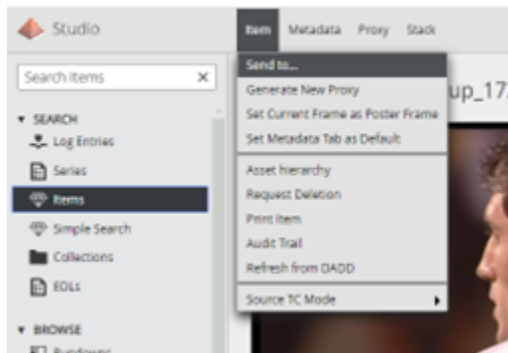 Studio
Item Metadata Proxy Stack
Search Items ×
Send to...
Generate New Proxy
Set Current Frame as Poster Frame
Set Metadata Tab as Default
Asset hierarchy
Request Deletion
Print Item
Audit Trail
Refresh from DADD
Source TC Mode
up_17
SEARCH
Log Entries
Series
Items
Simple Search
Collections
EDLs
BROWSE
Rundowns